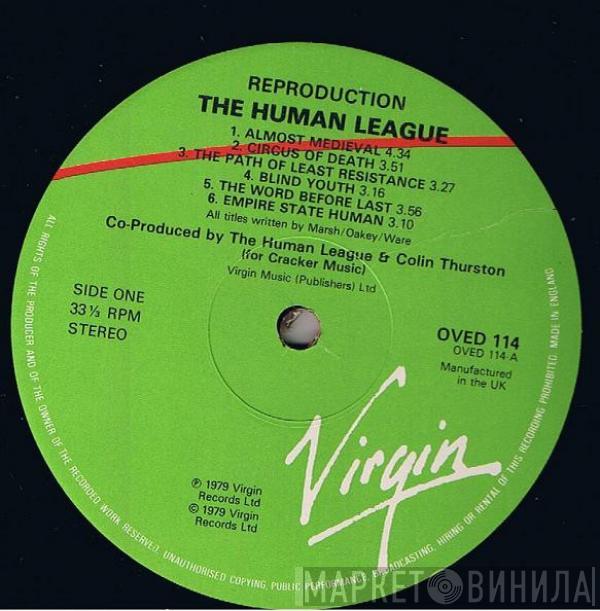 REPRODUCTION
THE HUMAN LEAGUE
1. ALMOST MEDIEVAL 4.34
2. CIRCUS OF DEATH 3.51
3. THE PATH OF LEAST RESISTANCE 3.27
4. BLIND YOUTH 3.16
5. THE WORD BEFORE LAST 3.56
6. EMPIRE STATE HUMAN 3.10
All titles written by Marsh/Oakey/Ware
Co-Produced by The Human League & Colin Thurston
(for Cracker Music)
Virgin Music (Publishers) Ltd
SIDE ONE
33⅓ RPM
STEREO
OVED 114
OVED 114-A
Manufactured
in the UK
Virgin
℗ 1979 Virgin
Records Ltd
© 1979 Virgin
Records Ltd
ALL RIGHTS OF THE PRODUCER AND OF THE OWNER OF THE RECORDED WORK RESERVED. UNAUTHORISED COPYING, PUBLIC PERFORMANCE, BROADCASTING, HIRING OR RENTAL OF THIS RECORDING PROHIBITED. MADE IN ENGLAND
МАРКЕТ ВИНИЛА